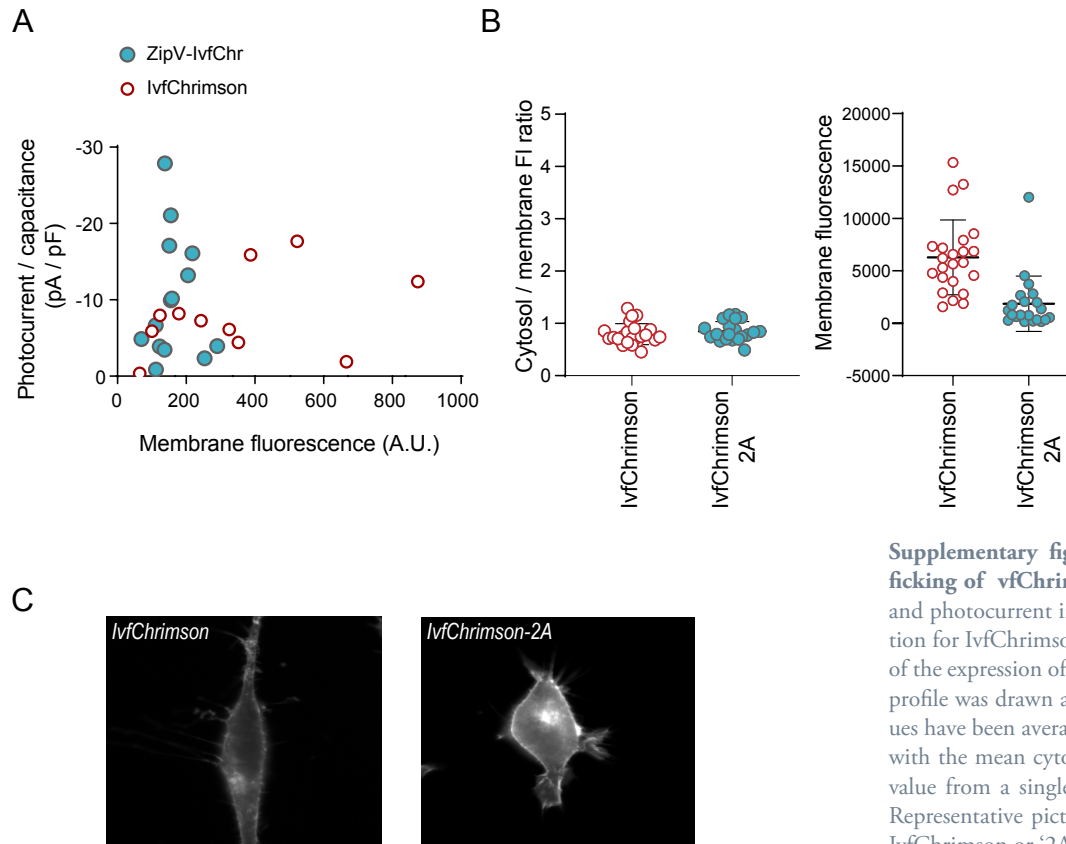 A
ZipV-IvfChr
IvfChrimson
Photocurrent / capacitance
(pA / pF)
-30
-20
-10
0
0 200 400 600 800 1000
Membrane fluorescence (A.U.)
B
Cytosol / membrane FI ratio
5
4
3
2
1
0
IvfChrimson
IvfChrimson
2A
Membrane fluorescence
20000
15000
10000
5000
0
-5000
IvfChrimson
IvfChrimson
2A
C
IvfChrimson
IvfChrimson-2A
Supplementary fig
ficking of vfChrin
and photocurrent i
tion for IvfChrimso
of the expression of
profile was drawn a
ues have been avera
with the mean cyto
value from a single
Representative pict
IvfChrimson or '2A